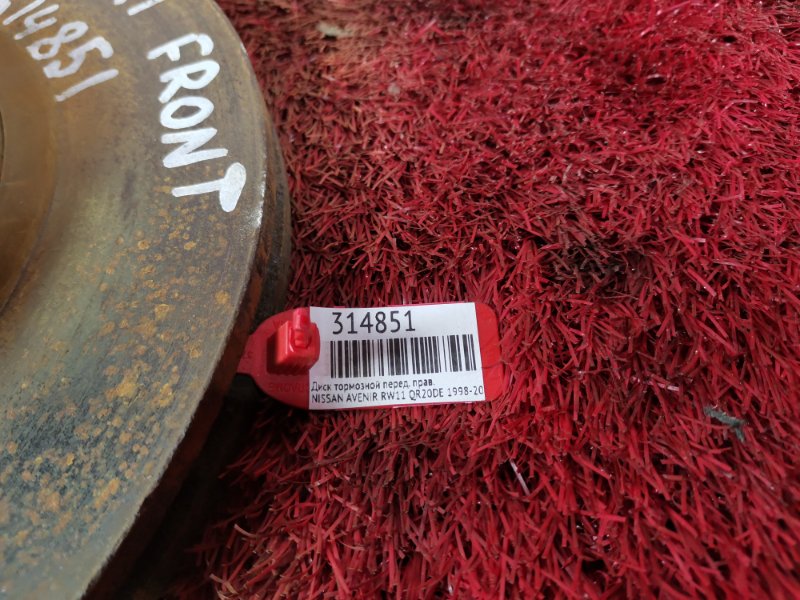 FRONT
14851
314851
Диск тормозной перед. прав.
NISSAN AVENIR RW11 QR20DE 1998-20